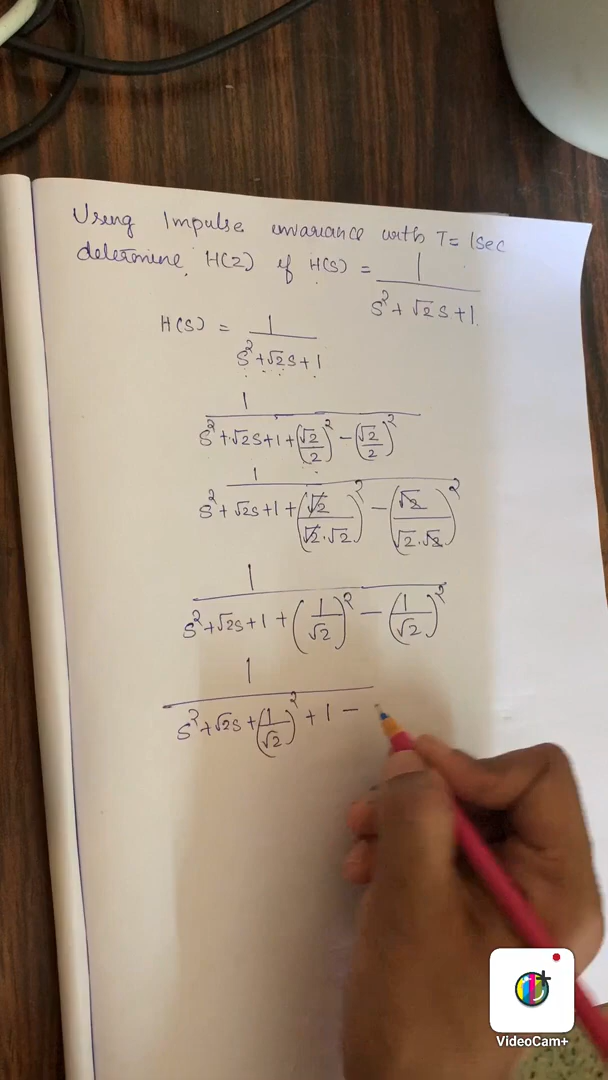 Using Impulse invariance with T = 1sec
determine H(Z) if H(S) = 1 / S² + √2 S + 1.
H(S) = 1 / S² + √2S + 1
1 / S² + √2S + 1 + (√2/2)² − (√2/2)²
1 / S² + √2S + 1 + (√2/√2·√2)² − (√2/√2·√2)²
1 / S² + √2S + 1 + (1/√2)² − (1/√2)²
1 / S² + √2S + (1/√2)² + 1 −
VideoCam+